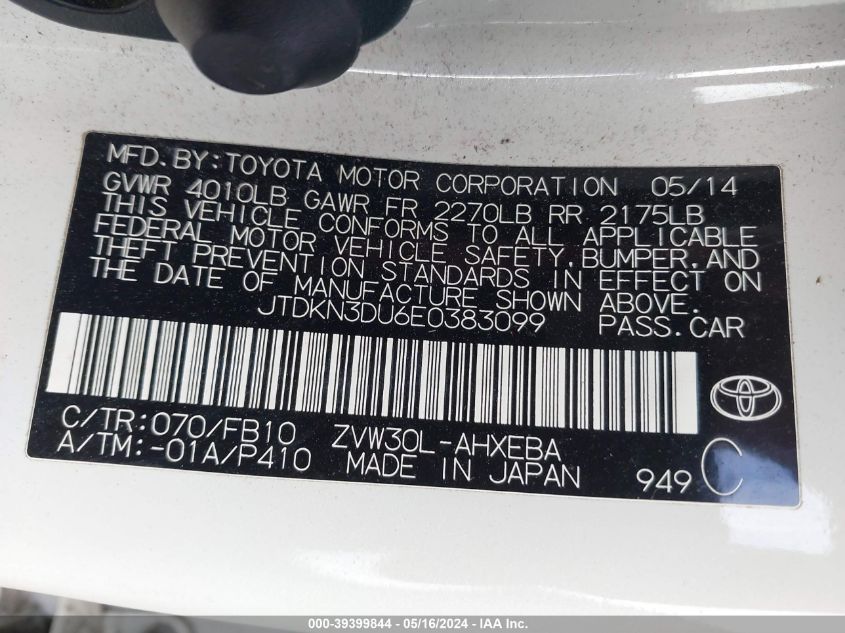 MFD. BY: TOYOTA MOTOR CORPORATION 05/14
GVWR 4010LB GAWR FR 2270LB RR 2175LB
THIS VEHICLE CONFORMS TO ALL APPLICABLE
FEDERAL MOTOR VEHICLE SAFETY, BUMPER, AND
THEFT PREVENTION STANDARDS IN EFFECT ON
THE DATE OF MANUFACTURE SHOWN ABOVE.
JTDKN3DU6E0383099 PASS. CAR
C/TR: 070/FB10 ZVW30L-AHXEBA
A/TM: -01A/P410 MADE IN JAPAN 949 C
000-39399844 - 05/16/2024 - IAA Inc.